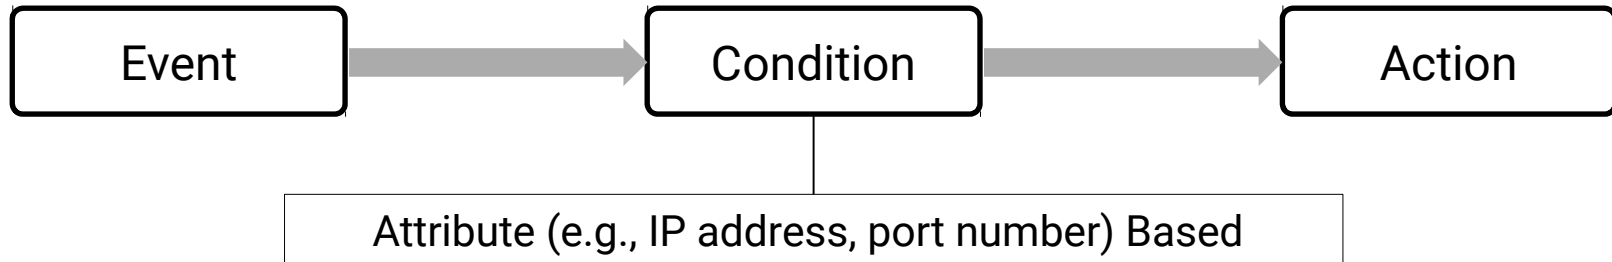 Event
Condition
Action
Attribute (e.g., IP address, port number) Based